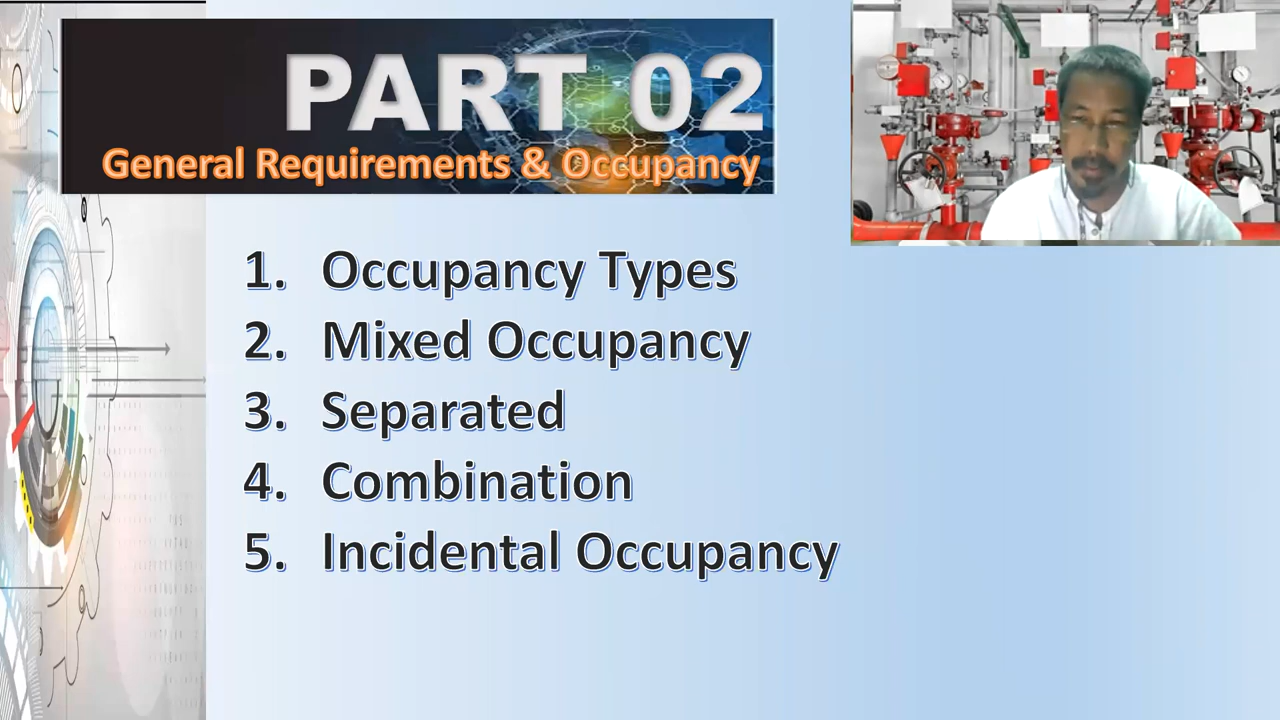 PART 02
General Requirements & Occupancy
1. Occupancy Types
2. Mixed Occupancy
3. Separated
4. Combination
5. Incidental Occupancy